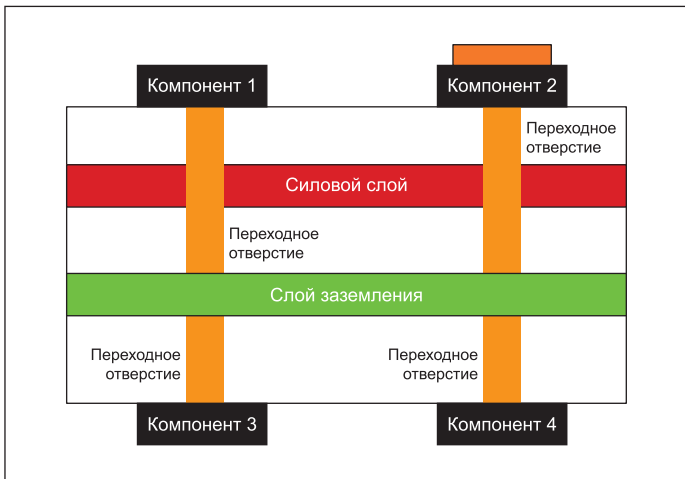 Компонент 1
Компонент 2
Переходное
отверстие
Силовой слой
Переходное
отверстие
Слой заземления
Переходное
отверстие
Переходное
отверстие
Компонент 3
Компонент 4